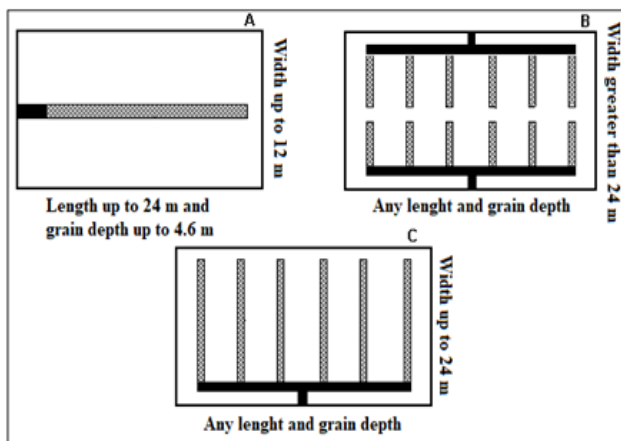 A
Width up to 12 m
Length up to 24 m and
grain depth up to 4.6 m
B
Width greater than 24 m
Any lenght and grain depth
C
Width up to 24 m
Any lenght and grain depth